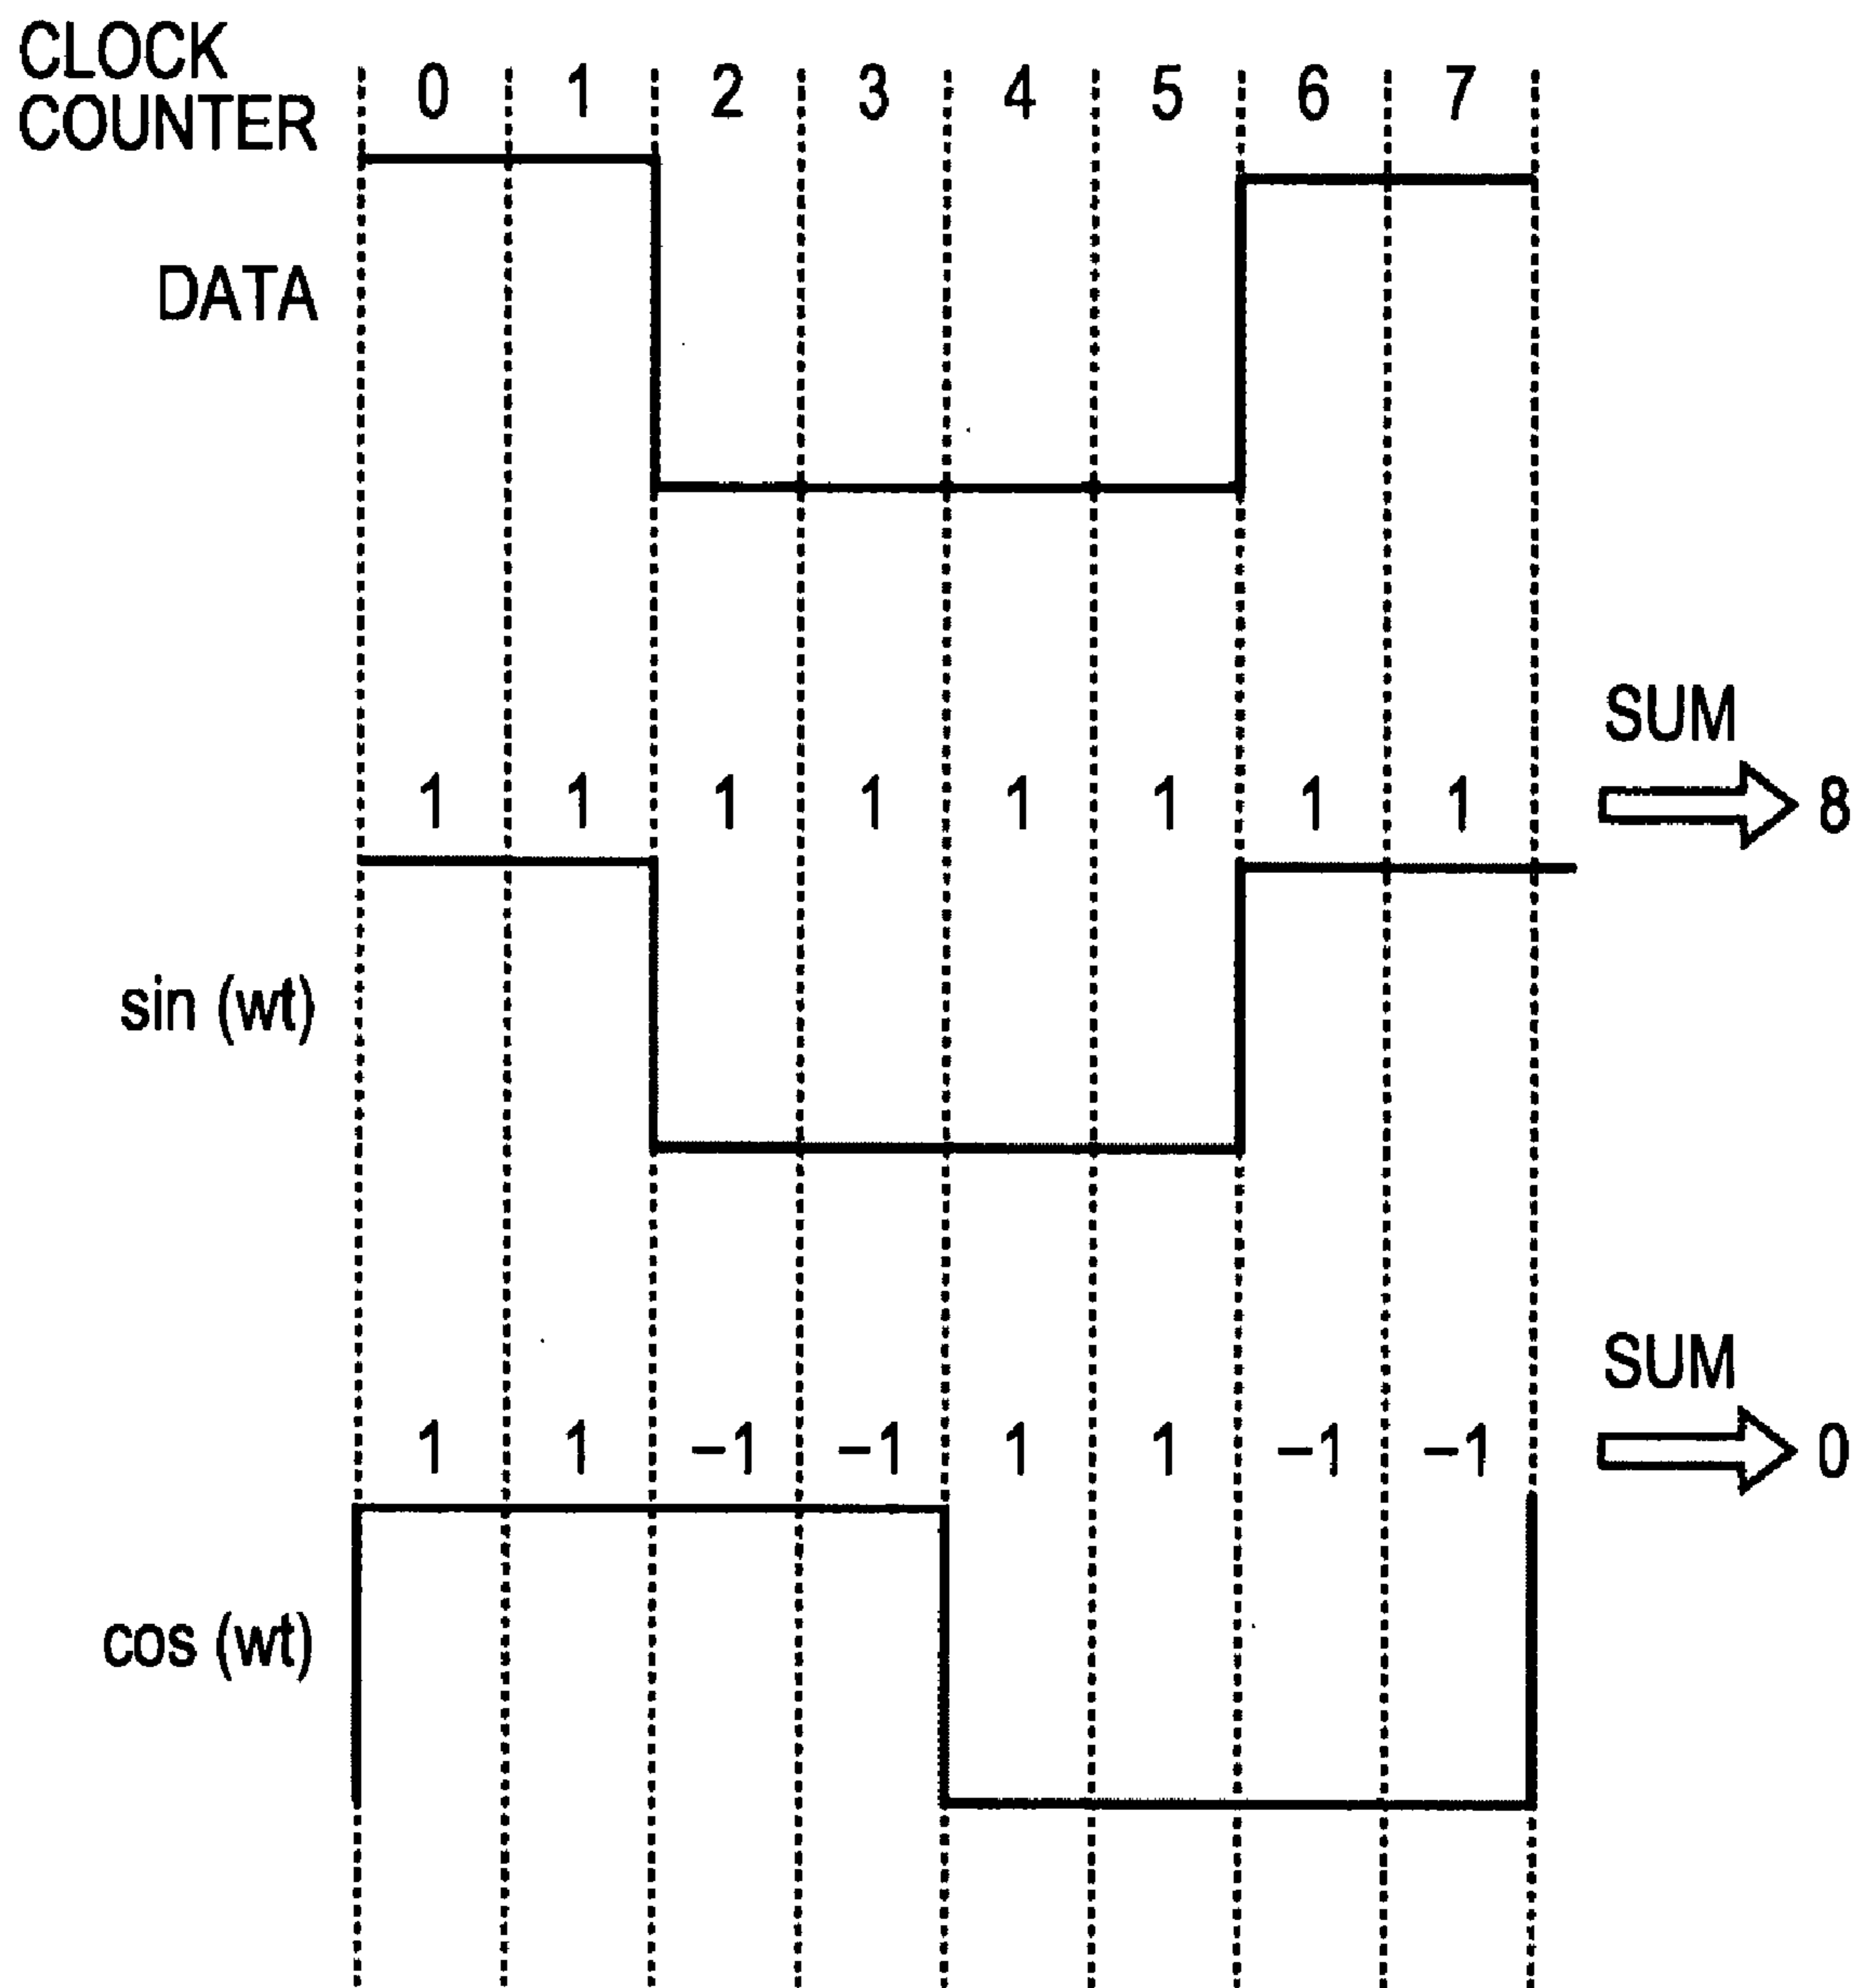 CLOCK
COUNTER 0 1 2 3 4 5 6 7
DATA
SUM
1 1 1 1 1 1 1 1 8
sin (wt)
SUM
1 1 –1 –1 1 1 –1 –1 0
cos (wt)